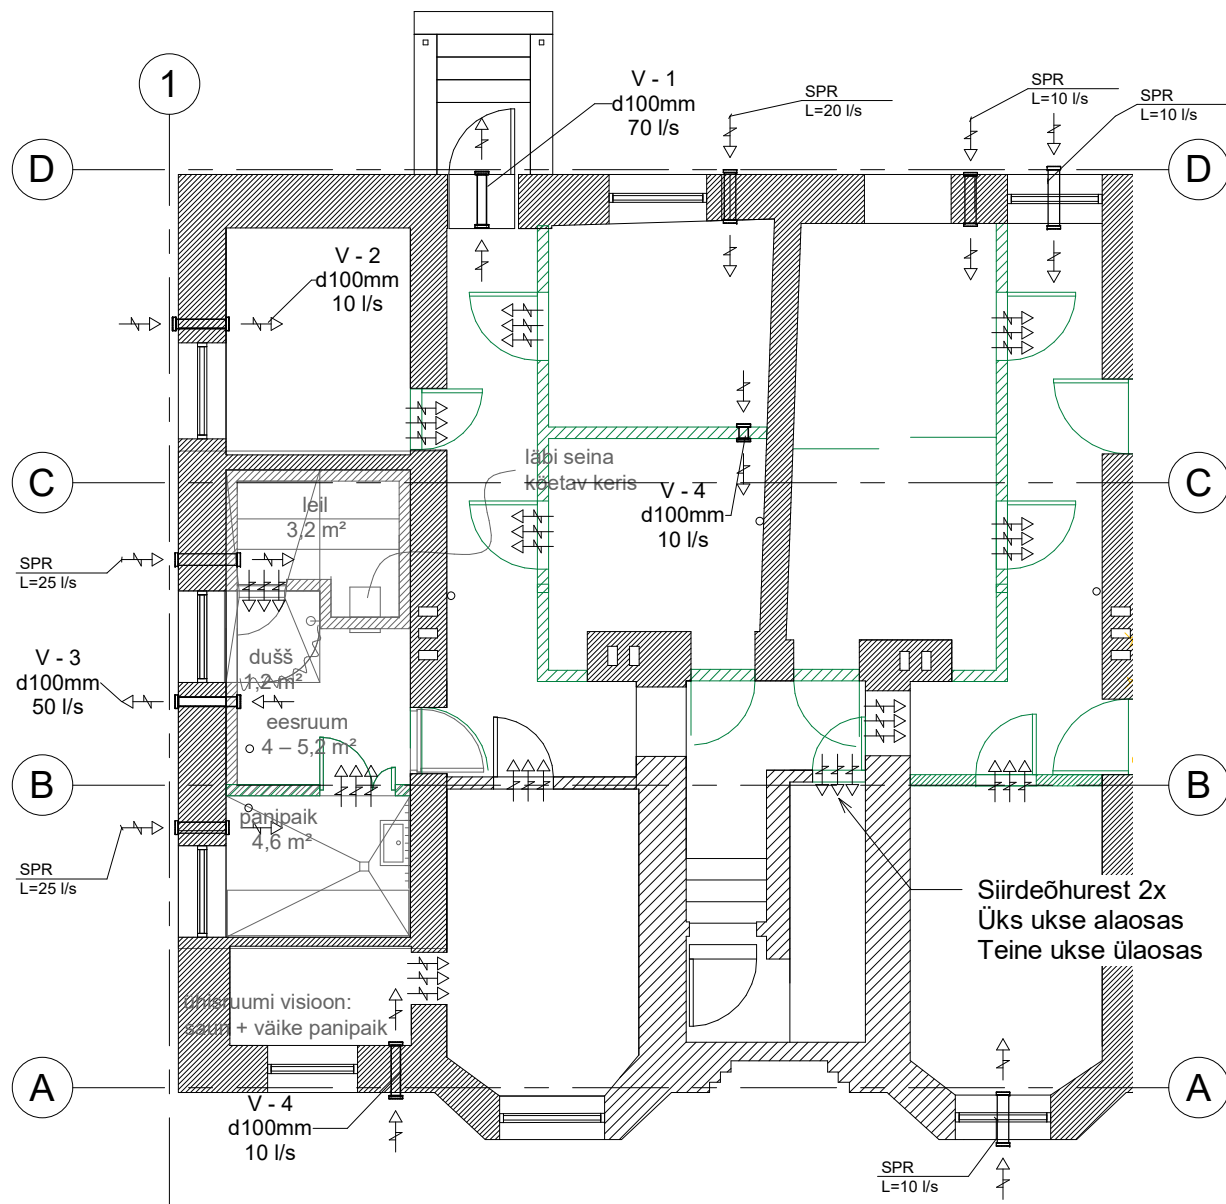 1
V - 1
d100mm
70 l/s
SPR
L=20 l/s
SPR
L=10 l/s
SPR
L=10 l/s
D
D
V - 2
d100mm
10 l/s
läbi seina
köetav keris
C
C
leil
3,2 m²
V - 4
d100mm
10 l/s
SPR
L=25 l/s
V - 3
d100mm
50 l/s
dušš
1,2 m²
eesruum
4 – 5,2 m²
B
B
panipaik
4,6 m²
SPR
L=25 l/s
Siirdeõhurest 2x
Üks ukse alaosas
Teine ukse ülaosas
ühisruumi visioon:
saun + väike panipaik
A
A
V - 4
d100mm
10 l/s
SPR
L=10 l/s